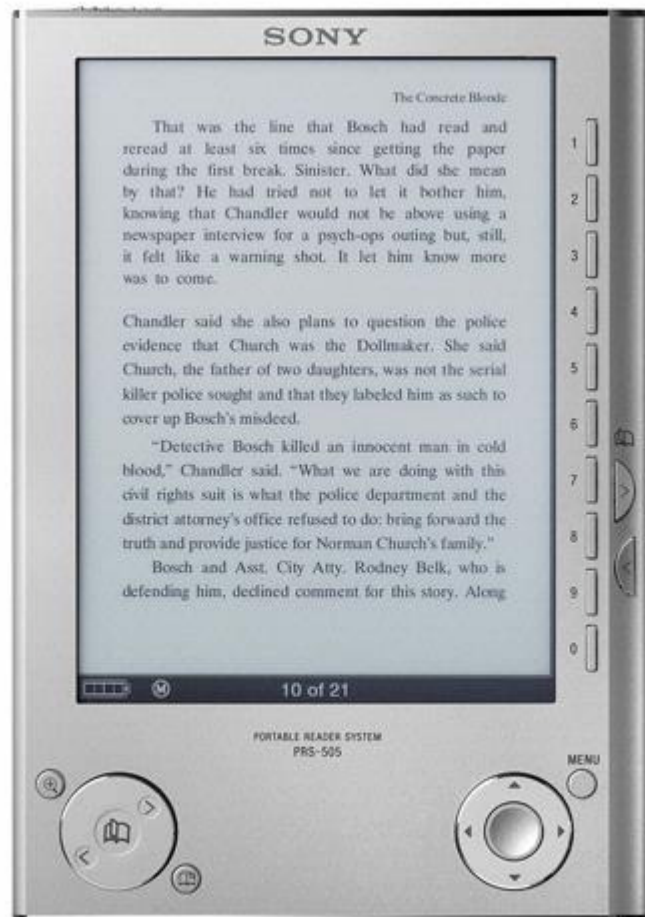 SONY
The Concrete Blonde
That was the line that Bosch had read and
reread at least six times since getting the paper
during the first break. Sinister. What did she mean
by that? He had tried not to let it bother him,
knowing that Chandler would not be above using a
newspaper interview for a psych-ops outing but, still,
it felt like a warning shot. It let him know more
was to come.
Chandler said she also plans to question the police
evidence that Church was the Dollmaker. She said
Church, the father of two daughters, was not the serial
killer police sought and that they labeled him as such to
cover up Bosch's misdeed.
“Detective Bosch killed an innocent man in cold
blood,” Chandler said. “What we are doing with this
civil rights suit is what the police department and the
district attorney's office refused to do: bring forward the
truth and provide justice for Norman Church's family.”
Bosch and Asst. City Atty. Rodney Belk, who is
defending him, declined comment for this story. Along
M
10 of 21
1
2
3
4
5
6
7
8
9
0
PORTABLE READER SYSTEM
PRS-505
MENU